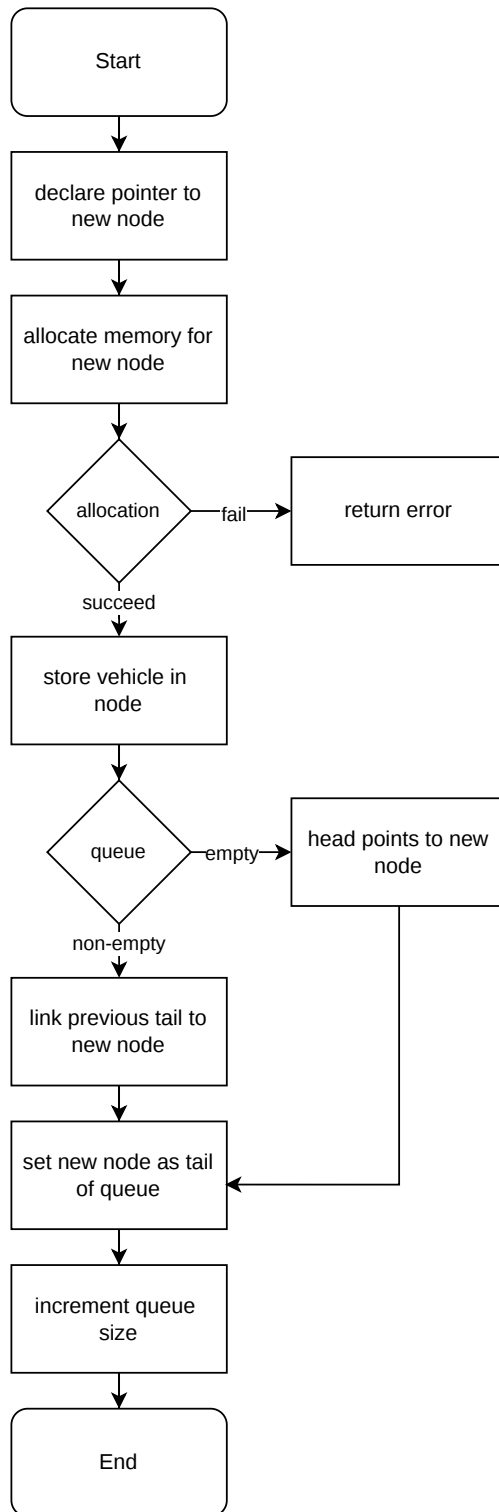 Start
declare pointer to
new node
allocate memory for
new node
allocation
fail
return error
succeed
store vehicle in
node
queue
empty
head points to new
node
non-empty
link previous tail to
new node
set new node as tail
of queue
increment queue
size
End